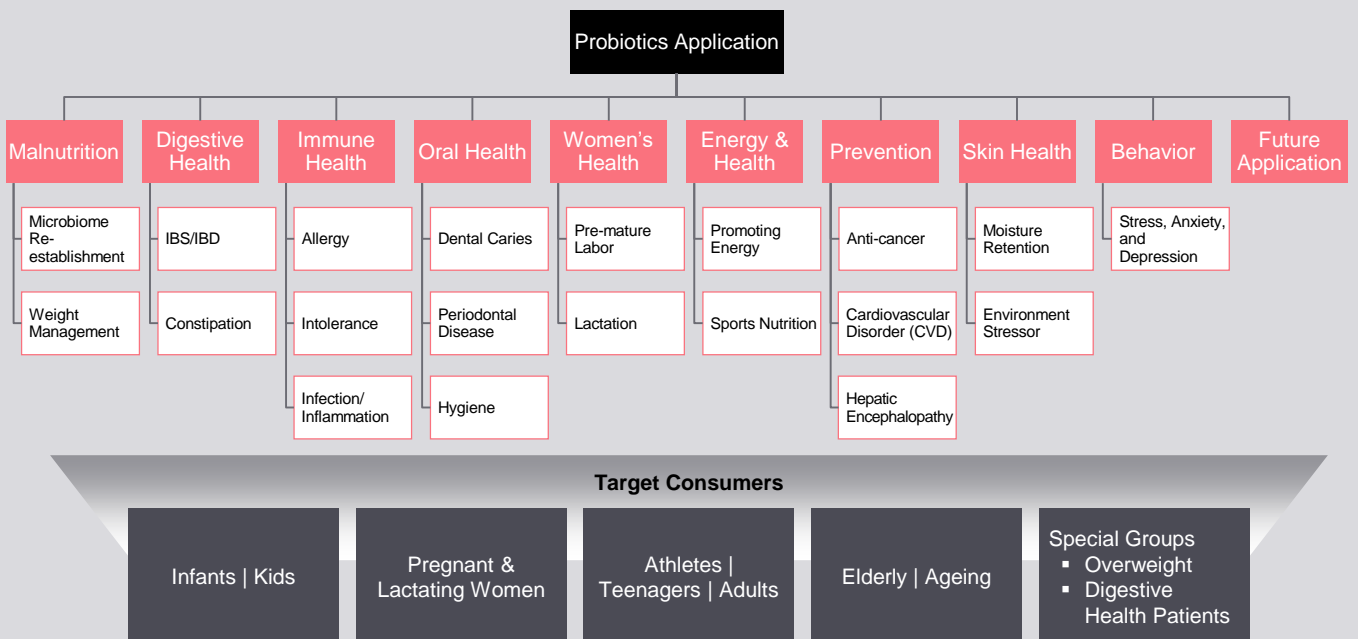 Probiotics Application
Malnutrition
Digestive
Health
Immune
Health
Oral Health
Women's
Health
Energy &
Health
Prevention
Skin Health
Behavior
Future
Application
Microbiome
Re-
establishment
Weight
Management
IBS/IBD
Constipation
Allergy
Intolerance
Infection/
Inflammation
Dental Caries
Periodontal
Disease
Hygiene
Pre-mature
Labor
Lactation
Promoting
Energy
Sports Nutrition
Anti-cancer
Cardiovascular
Disorder (CVD)
Hepatic
Encephalopathy
Moisture
Retention
Environment
Stressor
Stress, Anxiety,
and
Depression
Target Consumers
Infants | Kids
Pregnant &
Lactating Women
Athletes |
Teenagers | Adults
Elderly | Ageing
Special Groups
▪ Overweight
▪ Digestive
Health Patients